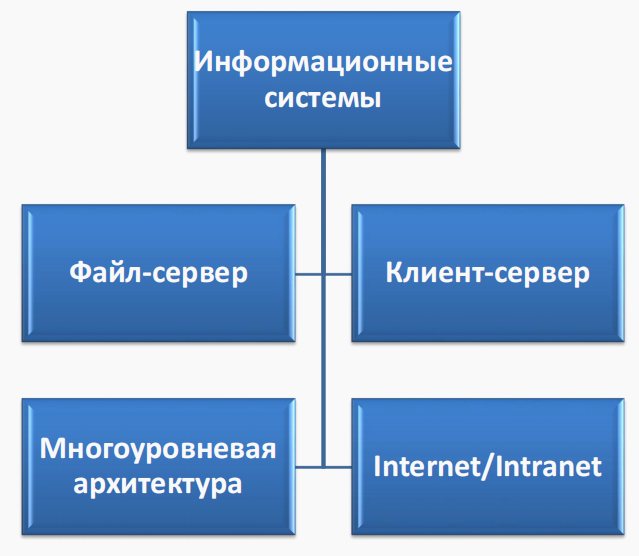 Информационные
системы
Файл-сервер
Клиент-сервер
Многоуровневая
архитектура
Internet/Intranet